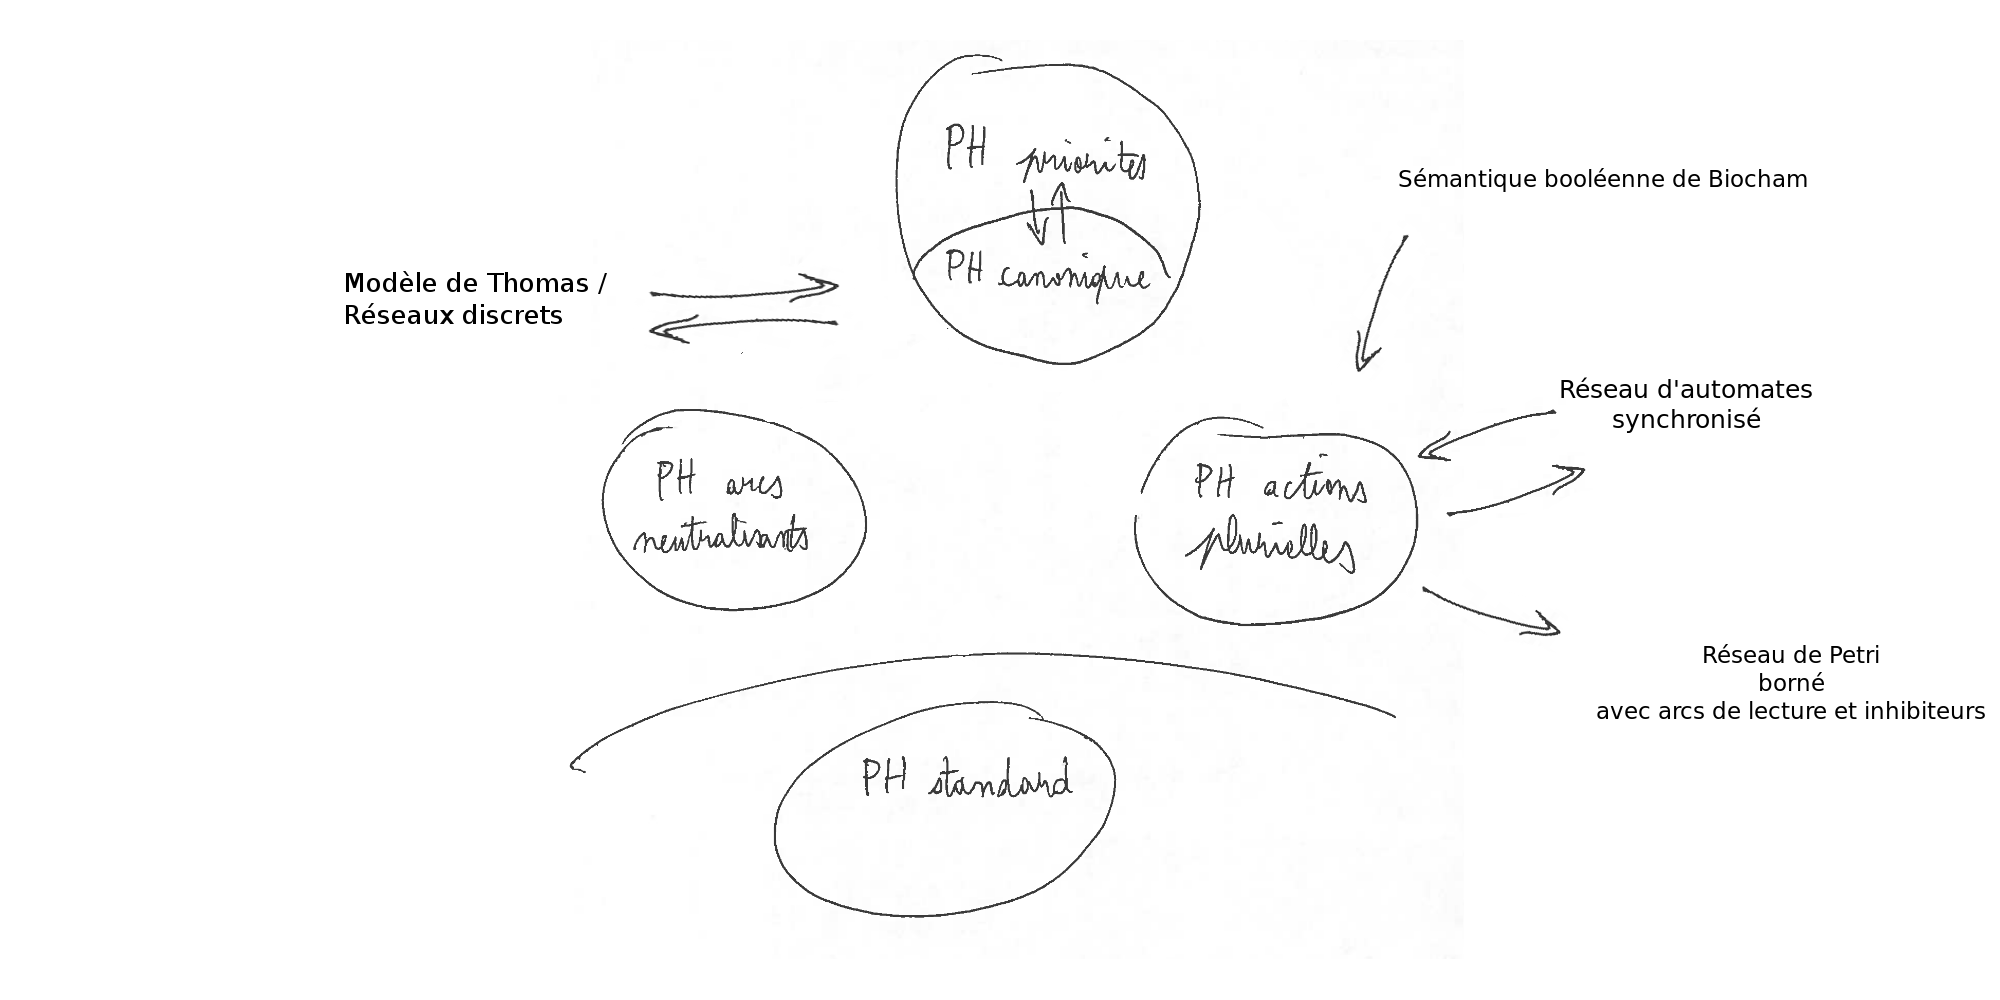 PH priorités
Sémantique booléenne de Biocham
PH canonique
Modèle de Thomas /
Réseaux discrets
Réseau d'automates
synchronisé
PH arcs
neutralisants
PH actions
plurielles
Réseau de Petri
borné
avec arcs de lecture et inhibiteurs
PH standard